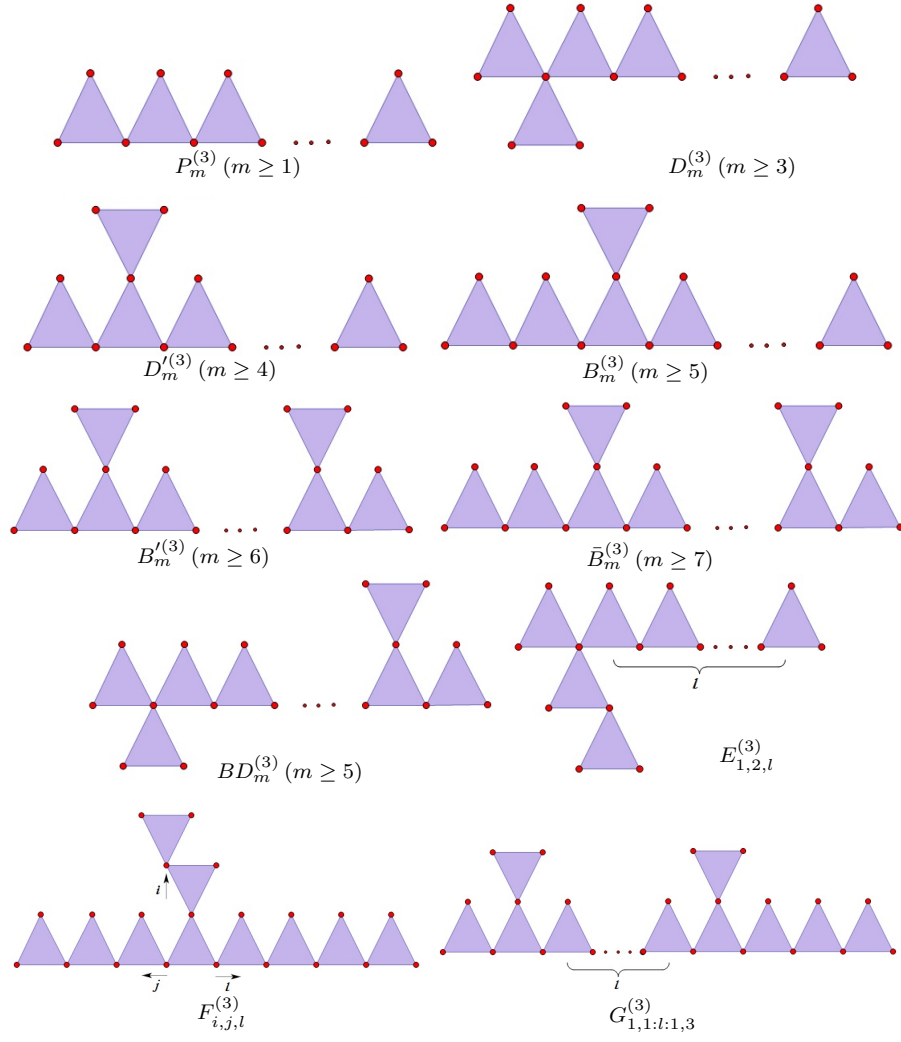 P_m^{(3)} (m ≥ 1)
D_m^{(3)} (m ≥ 3)
D'_m^{(3)} (m ≥ 4)
B_m^{(3)} (m ≥ 5)
B'_m^{(3)} (m ≥ 6)
B̄_m^{(3)} (m ≥ 7)
l
BD_m^{(3)} (m ≥ 5)
E_{1,2,l}^{(3)}
i
j
l
F_{i,j,l}^{(3)}
l
G_{1,1:l:1,3}^{(3)}